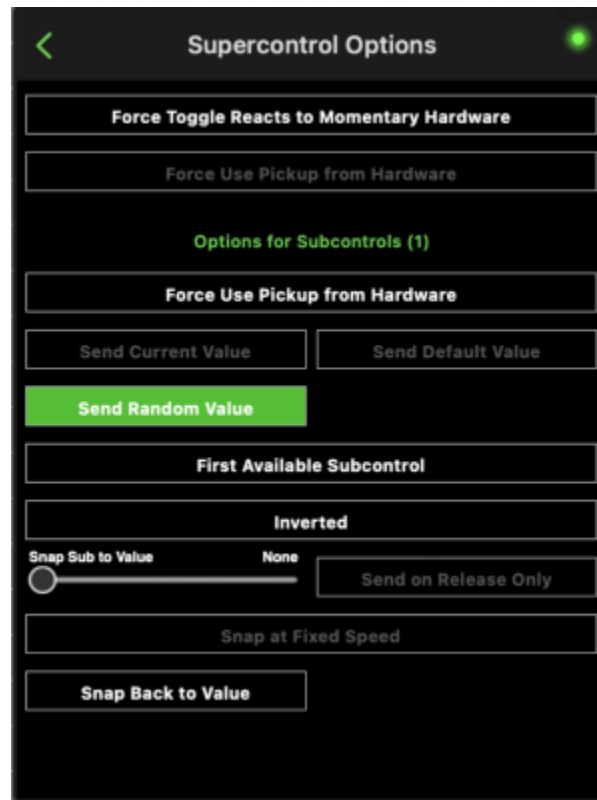 Supercontrol Options
Force Toggle Reacts to Momentary Hardware
Force Use Pickup from Hardware
Options for Subcontrols (1)
Force Use Pickup from Hardware
Send Current Value
Send Default Value
Send Random Value
First Available Subcontrol
Inverted
Snap Sub to Value
None
Send on Release Only
Snap at Fixed Speed
Snap Back to Value